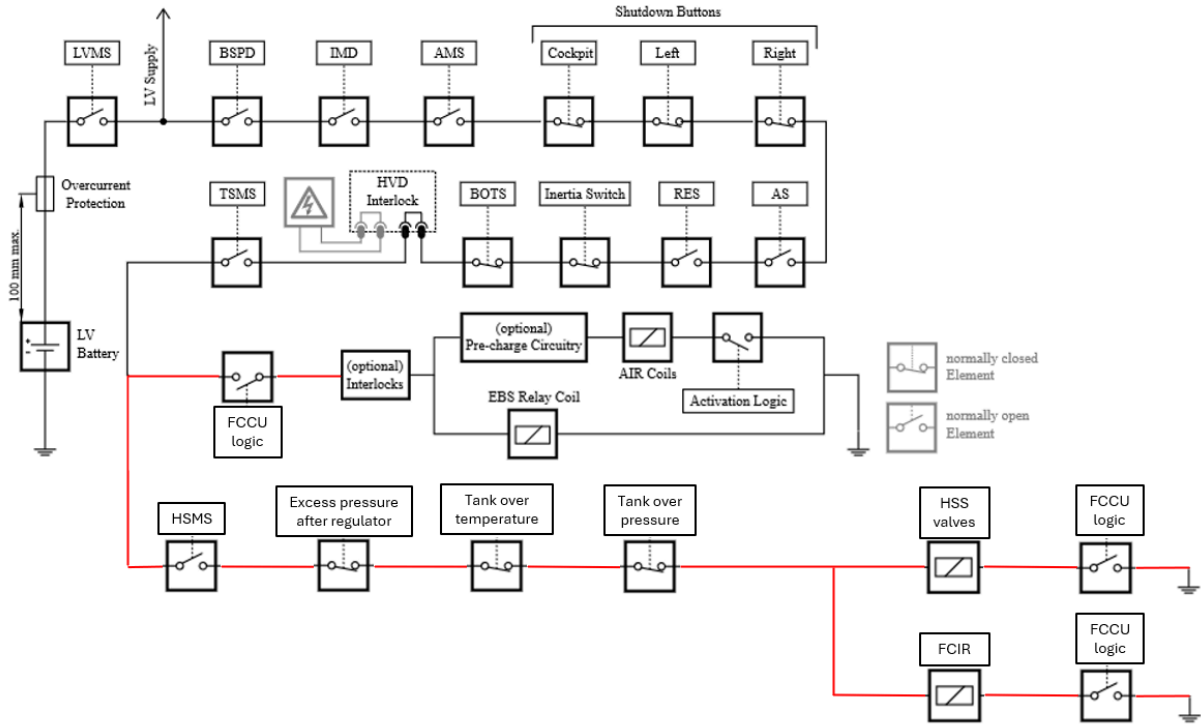 Shutdown Buttons
LVMS
LV Supply
BSPD
IMD
AMS
Cockpit
Left
Right
Overcurrent
Protection
100 mm max.
TSMS
HVD
Interlock
BOTS
Inertia Switch
RES
AS
+
-
LV
Battery
(optional)
Pre-charge Circuitry
AIR Coils
Activation Logic
(optional)
Interlocks
EBS Relay Coil
FCCU
logic
normally closed
Element
normally open
Element
HSMS
Excess pressure
after regulator
Tank over
temperature
Tank over
pressure
HSS
valves
FCCU
logic
FCIR
FCCU
logic